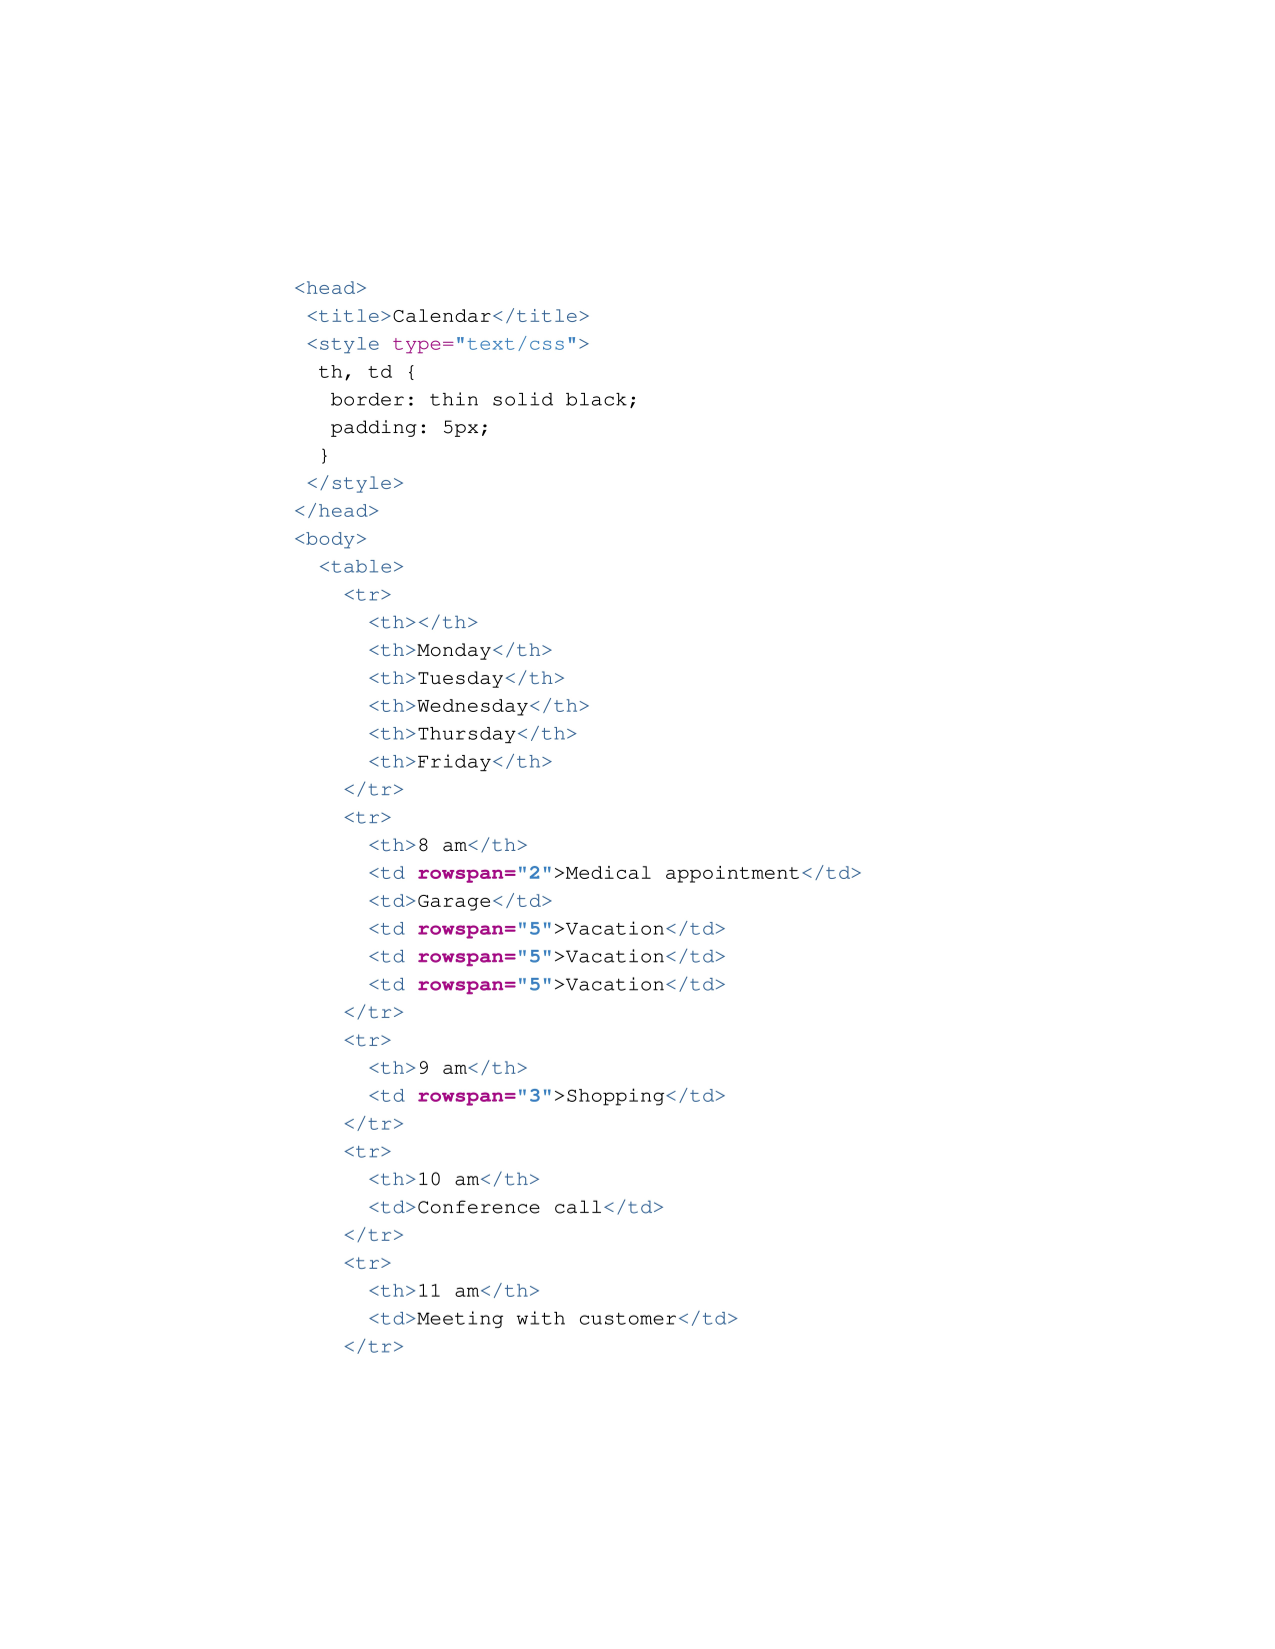 <head>
<title>Calendar</title>
<style type="text/css">
th, td {
border: thin solid black;
padding: 5px;
}
</style>
</head>
<body>
<table>
<tr>
<th></th>
<th>Monday</th>
<th>Tuesday</th>
<th>Wednesday</th>
<th>Thursday</th>
<th>Friday</th>
</tr>
<tr>
<th>8 am</th>
<td rowspan="2">Medical appointment</td>
<td>Garage</td>
<td rowspan="5">Vacation</td>
<td rowspan="5">Vacation</td>
<td rowspan="5">Vacation</td>
</tr>
<tr>
<th>9 am</th>
<td rowspan="3">Shopping</td>
</tr>
<tr>
<th>10 am</th>
<td>Conference call</td>
</tr>
<tr>
<th>11 am</th>
<td>Meeting with customer</td>
</tr>